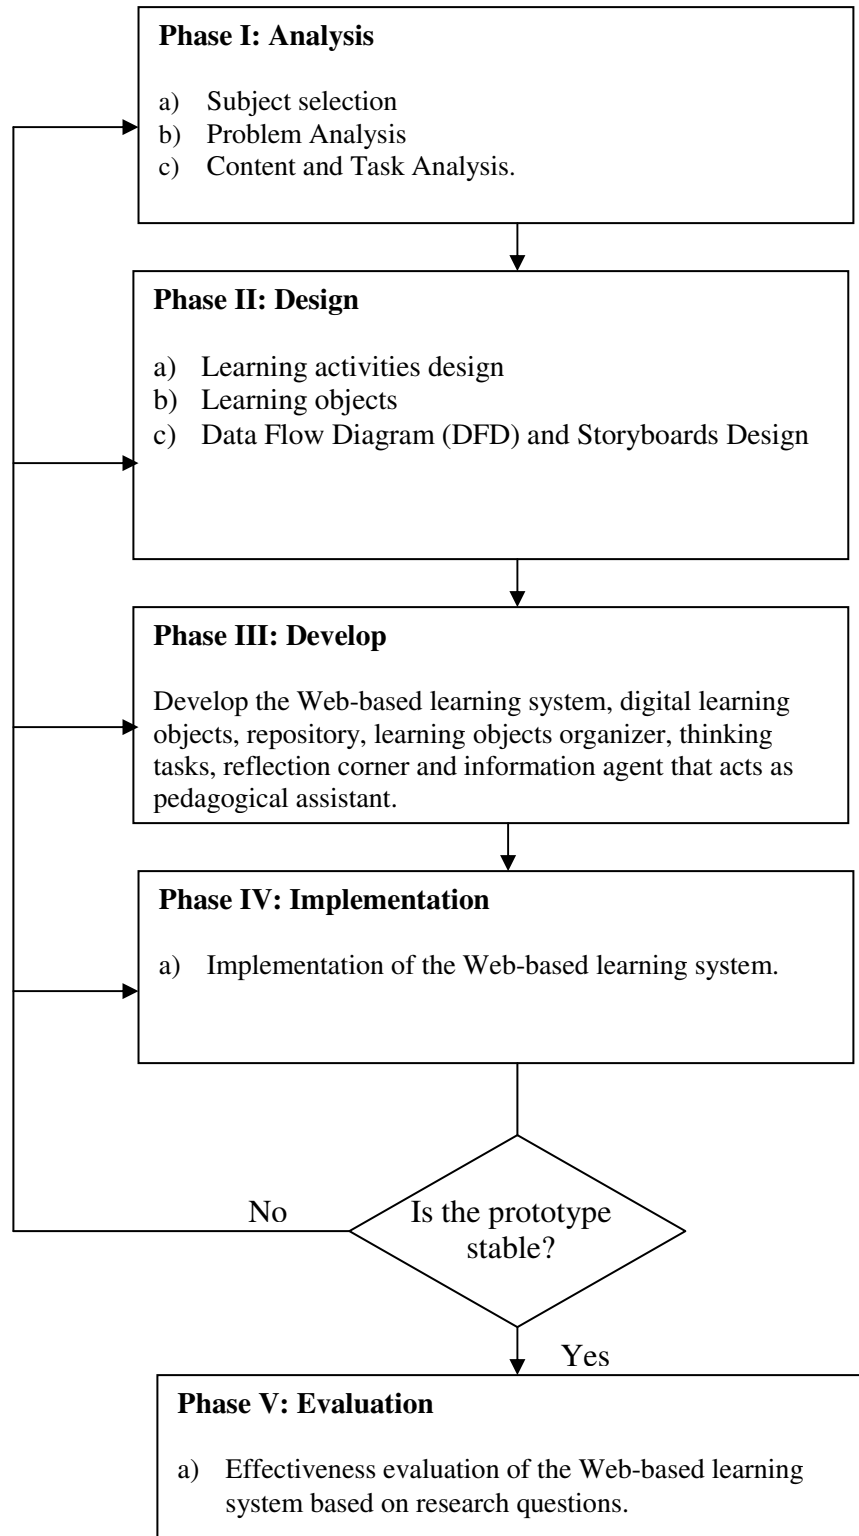 Phase I: Analysis
a) Subject selection
b) Problem Analysis
c) Content and Task Analysis.
Phase II: Design
a) Learning activities design
b) Learning objects
c) Data Flow Diagram (DFD) and Storyboards Design
Phase III: Develop
Develop the Web-based learning system, digital learning
objects, repository, learning objects organizer, thinking
tasks, reflection corner and information agent that acts as
pedagogical assistant.
Phase IV: Implementation
a) Implementation of the Web-based learning system.
No
Is the prototype
stable?
Yes
Phase V: Evaluation
a) Effectiveness evaluation of the Web-based learning
system based on research questions.